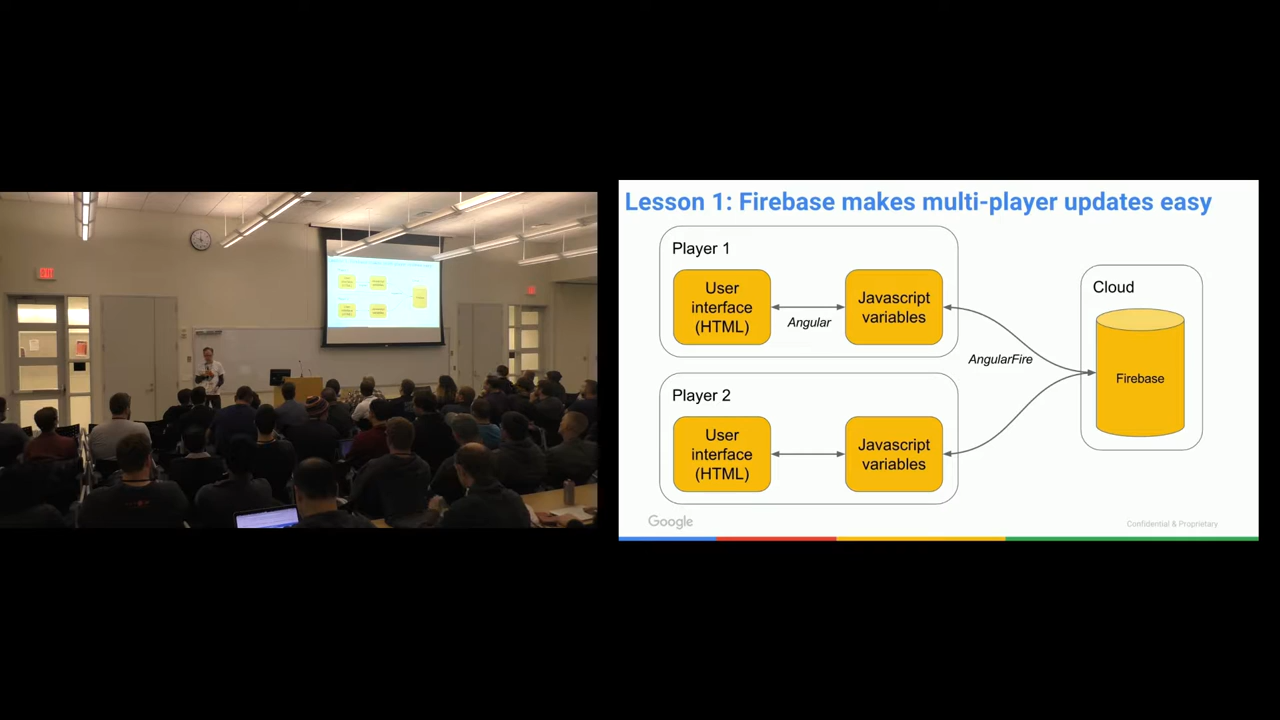 Lesson 1: Firebase makes multi-player updates easy
Player 1
User
interface
(HTML)
Angular
Javascript
variables
AngularFire
Cloud
Firebase
Player 2
User
interface
(HTML)
Javascript
variables
Google
Confidential & Proprietary